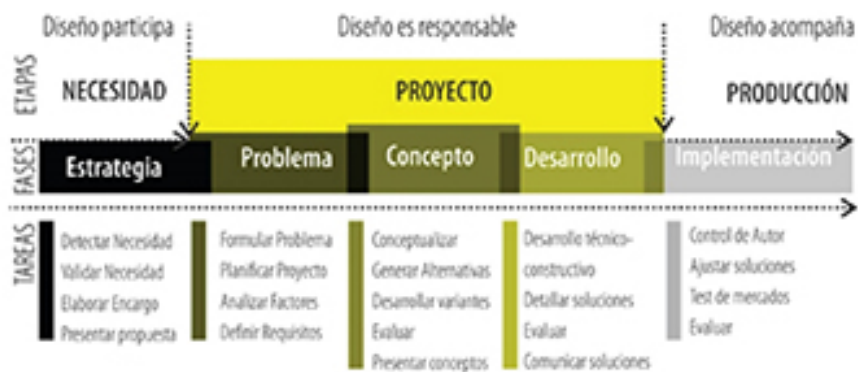 Diseño participa
Diseño es responsable
Diseño acompaña
ETAPAS
NECESIDAD
PROYECTO
PRODUCCIÓN
FASES
Estrategia
Problema
Concepto
Desarrollo
Implementación
TAREAS
Detectar Necesidad
Validar Necesidad
Elaborar Encargo
Presentar propuesta
Formular Problema
Planificar Proyecto
Analizar Factores
Definir Requisitos
Conceptualizar
Generar Alternativas
Desarrollar variantes
Evaluar
Presentar conceptos
Desarrollo técnico-
constructivo
Detallar soluciones
Evaluar
Comunicar soluciones
Control de Autor
Ajustar soluciones
Test de mercados
Evaluar